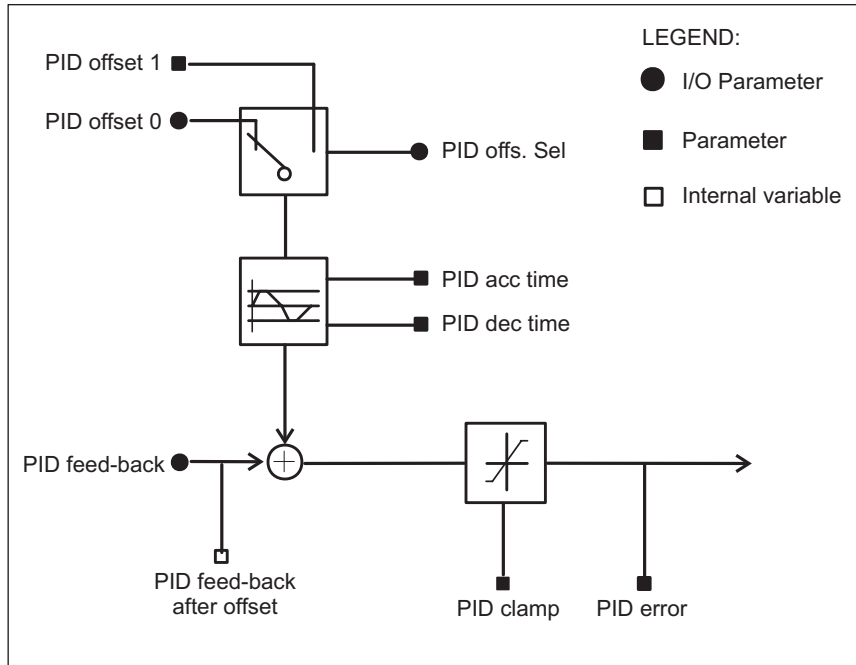 LEGEND:
I/O Parameter
Parameter
Internal variable
PID offset 1
PID offset 0
PID offs. Sel
PID acc time
PID dec time
PID feed-back
PID feed-back
after offset
PID clamp
PID error